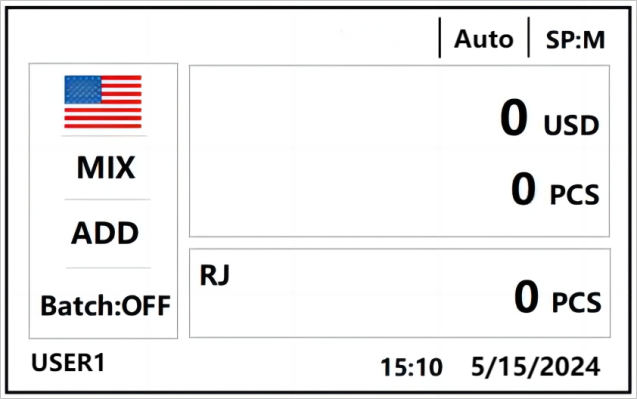 Auto SP:M
MIX
ADD
Batch:OFF
0 USD
0 PCS
RJ
0 PCS
USER1
15:10 5/15/2024